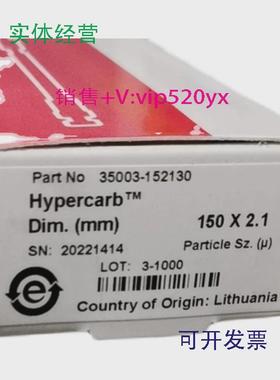 实体经营
销售+V:vip520yx
Part No 35003-152130
Hypercarb™
Dim. (mm) 150 X 2.1
SN: 20221414 Particle Sz. (µ)
LOT: 3-1000
Country of Origin: Lithuania
e
可开发票